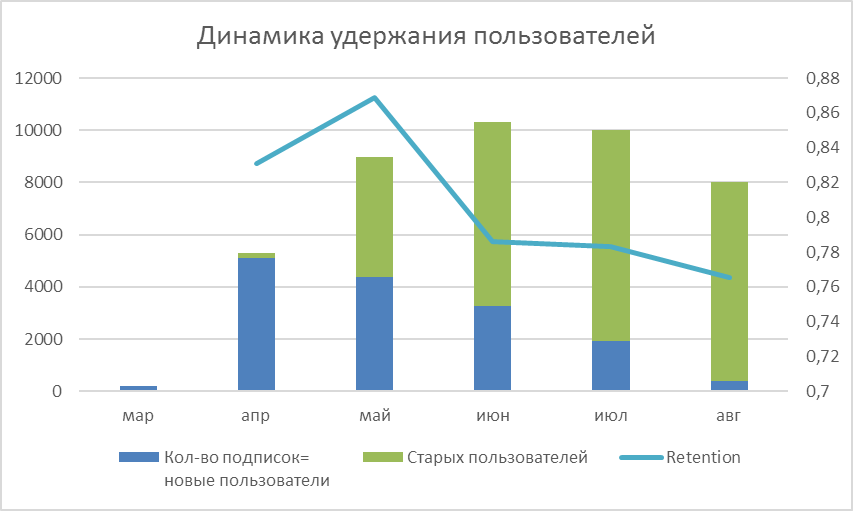 Динамика удержания пользователей
12000
10000
8000
6000
4000
2000
0
0,88
0,86
0,84
0,82
0,8
0,78
0,76
0,74
0,72
0,7
мар апр май июн июл авг
Кол-во подписок=
новые пользователи
Старых пользователей
Retention